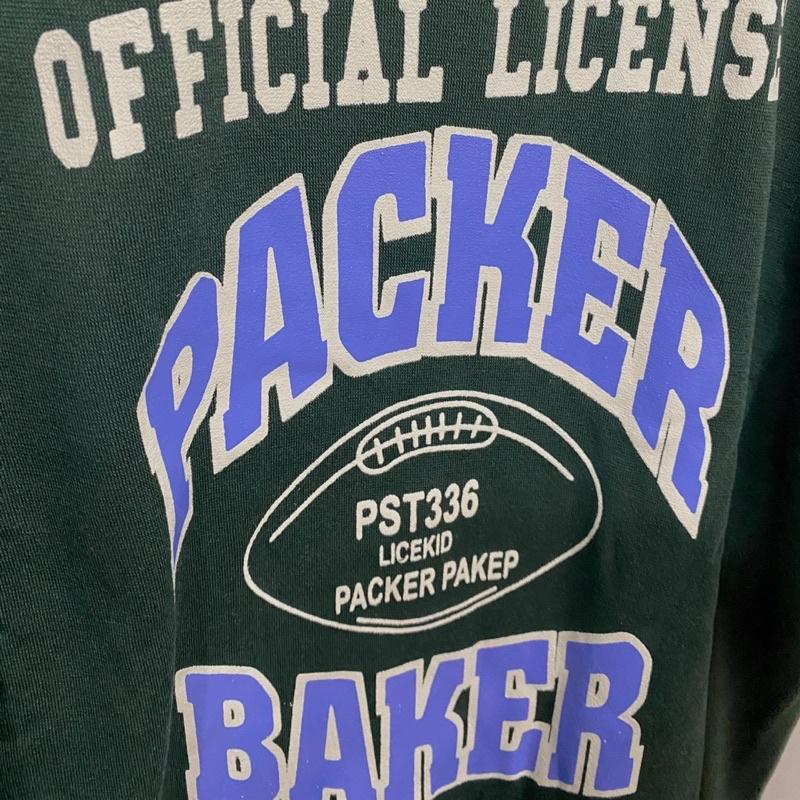 OFFICIAL LICENS
PACKER
PST336
LICEKID
PACKER PAKEP
BAKER